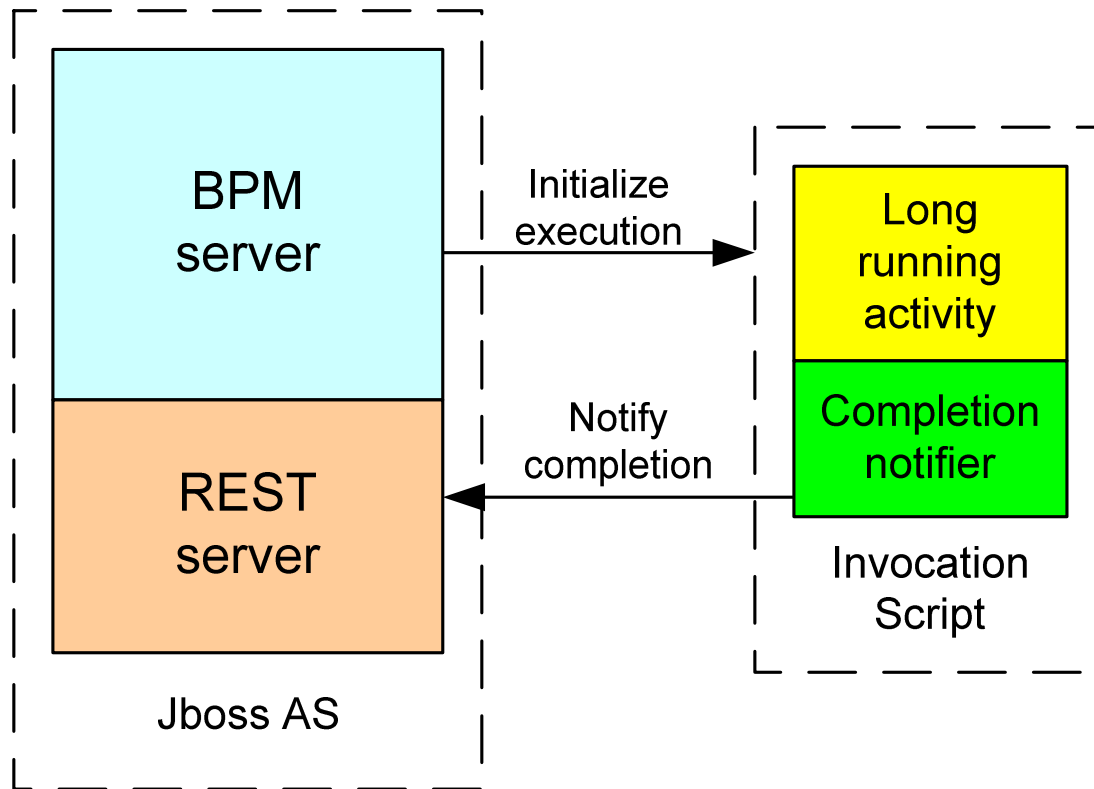 BPM
server
REST
server
Jboss AS
Initialize
execution
Notify
completion
Long
running
activity
Completion
notifier
Invocation
Script